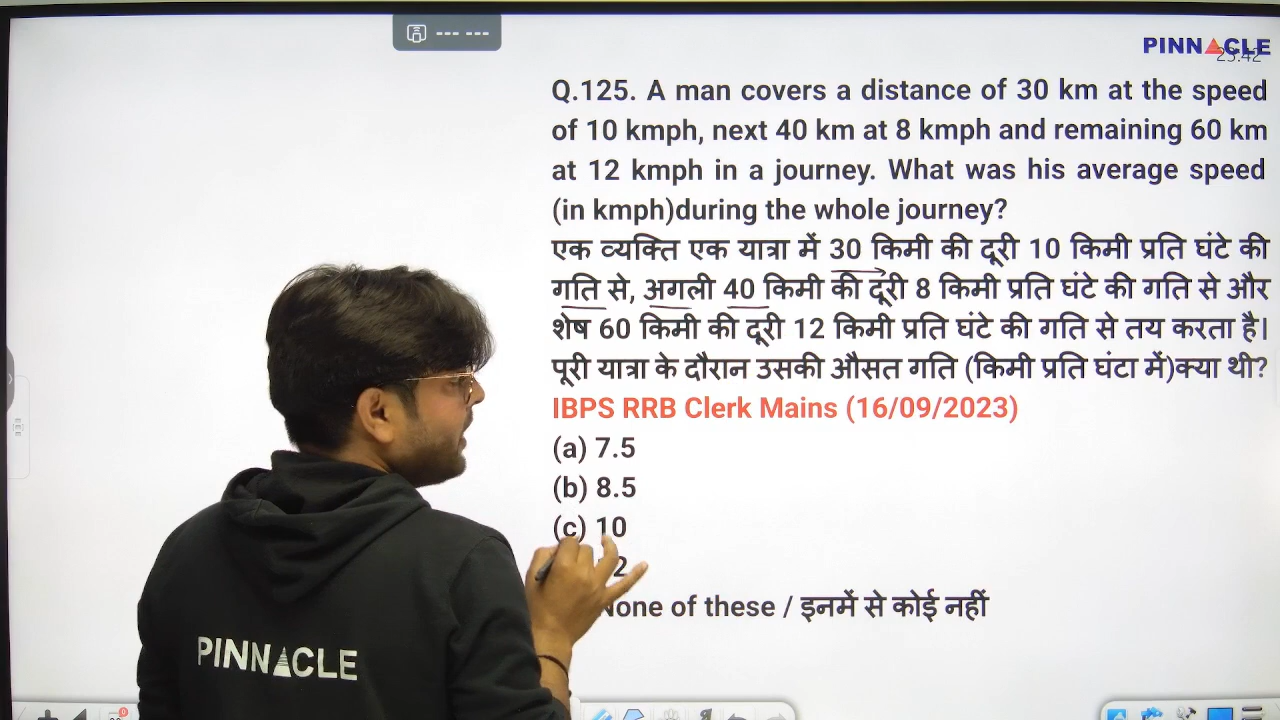 PINNACLE
23:42
Q.125. A man covers a distance of 30 km at the speed
of 10 kmph, next 40 km at 8 kmph and remaining 60 km
at 12 kmph in a journey. What was his average speed
(in kmph)during the whole journey?
एक व्यक्ति एक यात्रा में 30 किमी की दूरी 10 किमी प्रति घंटे की
गति से, अगली 40 किमी की दूरी 8 किमी प्रति घंटे की गति से और
शेष 60 किमी की दूरी 12 किमी प्रति घंटे की गति से तय करता है।
पूरी यात्रा के दौरान उसकी औसत गति (किमी प्रति घंटा में)क्या थी?
IBPS RRB Clerk Mains (16/09/2023)
(a) 7.5
(b) 8.5
(c) 10
2
None of these / इनमें से कोई नहीं
PINNACLE